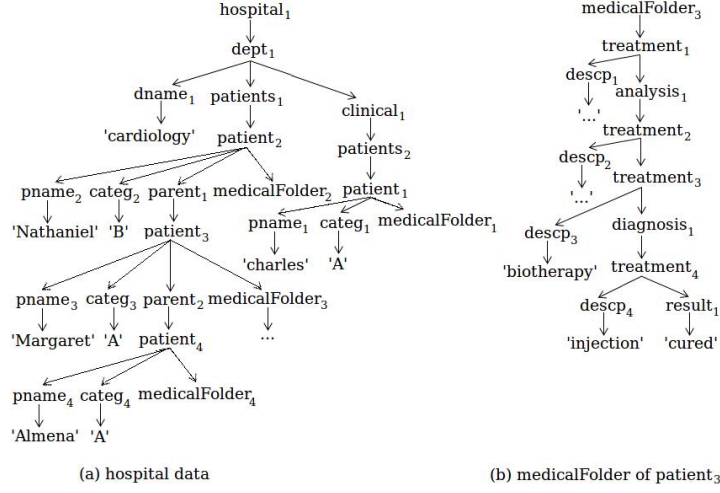 hospital1
medicalFolder3
dept1
treatment1
descp1
dname1
patients1
analysis1
clinical1
'...'
'cardiology'
patient2
treatment2
patients2
descp2
pname2
categ2
parent1
medicalFolder2
patient1
treatment3
'...'
pname1
categ1
medicalFolder1
'Nathaniel'
'B'
patient3
descp3
diagnosis1
'charles'
'A'
'biotherapy'
treatment4
pname3
categ3
parent2
medicalFolder3
descp4
result1
'Margaret'
'A'
patient4
...
'injection'
'cured'
pname4
categ4
medicalFolder4
'Almena'
'A'
(a) hospital data
(b) medicalFolder of patient3